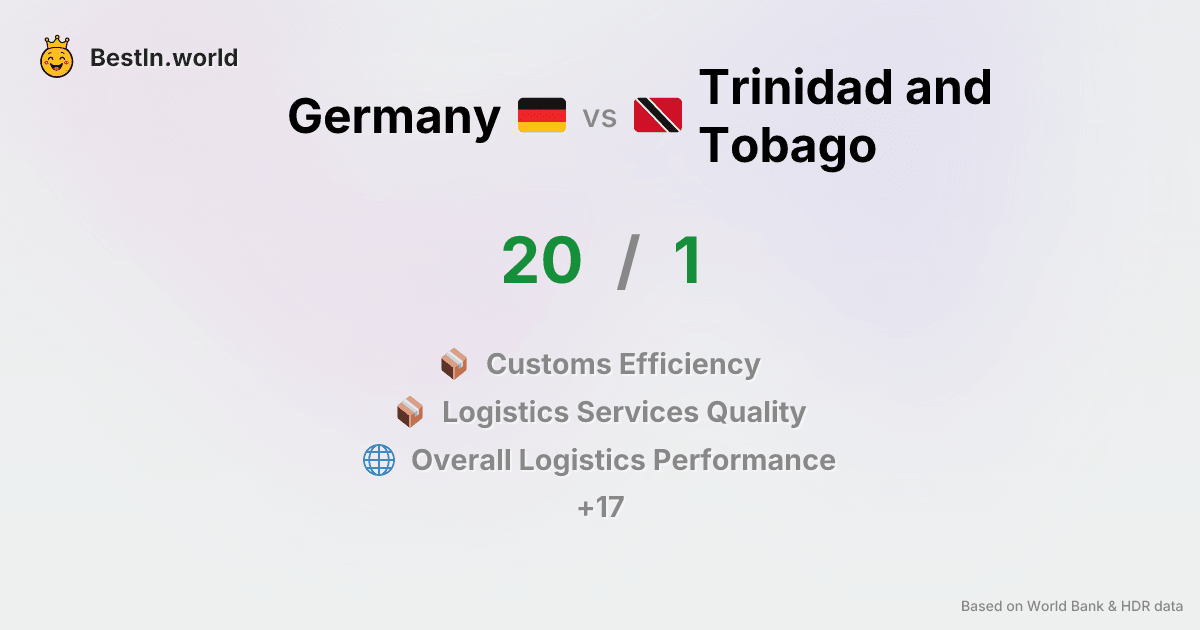 BestIn.world
Germany vs Trinidad and
Tobago
20 / 1
Customs Efficiency
Logistics Services Quality
Overall Logistics Performance
+17
Based on World Bank & HDR data